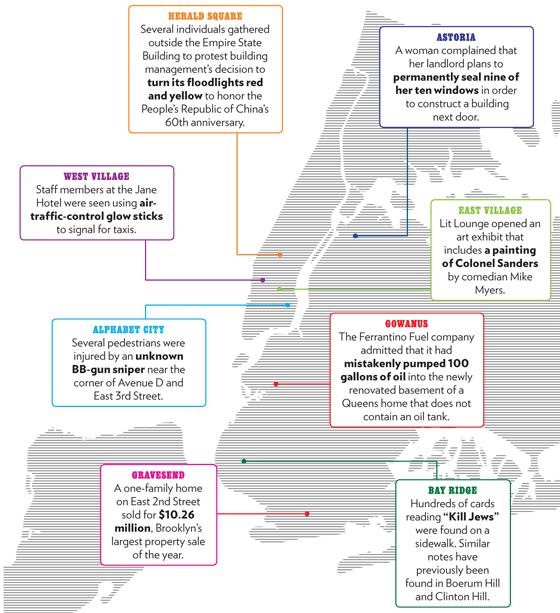 HERALD SQUARE
Several individuals gathered
outside the Empire State
Building to protest building
management's decision to
turn its floodlights red
and yellow to honor the
People's Republic of China's
60th anniversary.
ASTORIA
A woman complained that
her landlord plans to
permanently seal nine of
her ten windows in order
to construct a building
next door.
WEST VILLAGE
Staff members at the Jane
Hotel were seen using air-
traffic-control glow sticks
to signal for taxis.
EAST VILLAGE
Lit Lounge opened an
art exhibit that
includes a painting
of Colonel Sanders
by comedian Mike
Myers.
ALPHABET CITY
Several pedestrians were
injured by an unknown
BB-gun sniper near the
corner of Avenue D and
East 3rd Street.
GOWANUS
The Ferrantino Fuel company
admitted that it had
mistakenly pumped 100
gallons of oil into the newly
renovated basement of a
Queens home that does not
contain an oil tank.
GRAVESEND
A one-family home
on East 2nd Street
sold for $10.26
million, Brooklyn's
largest property sale
of the year.
BAY RIDGE
Hundreds of cards
reading "Kill Jews"
were found on a
sidewalk. Similar
notes have
previously been
found in Boerum Hill
and Clinton Hill.